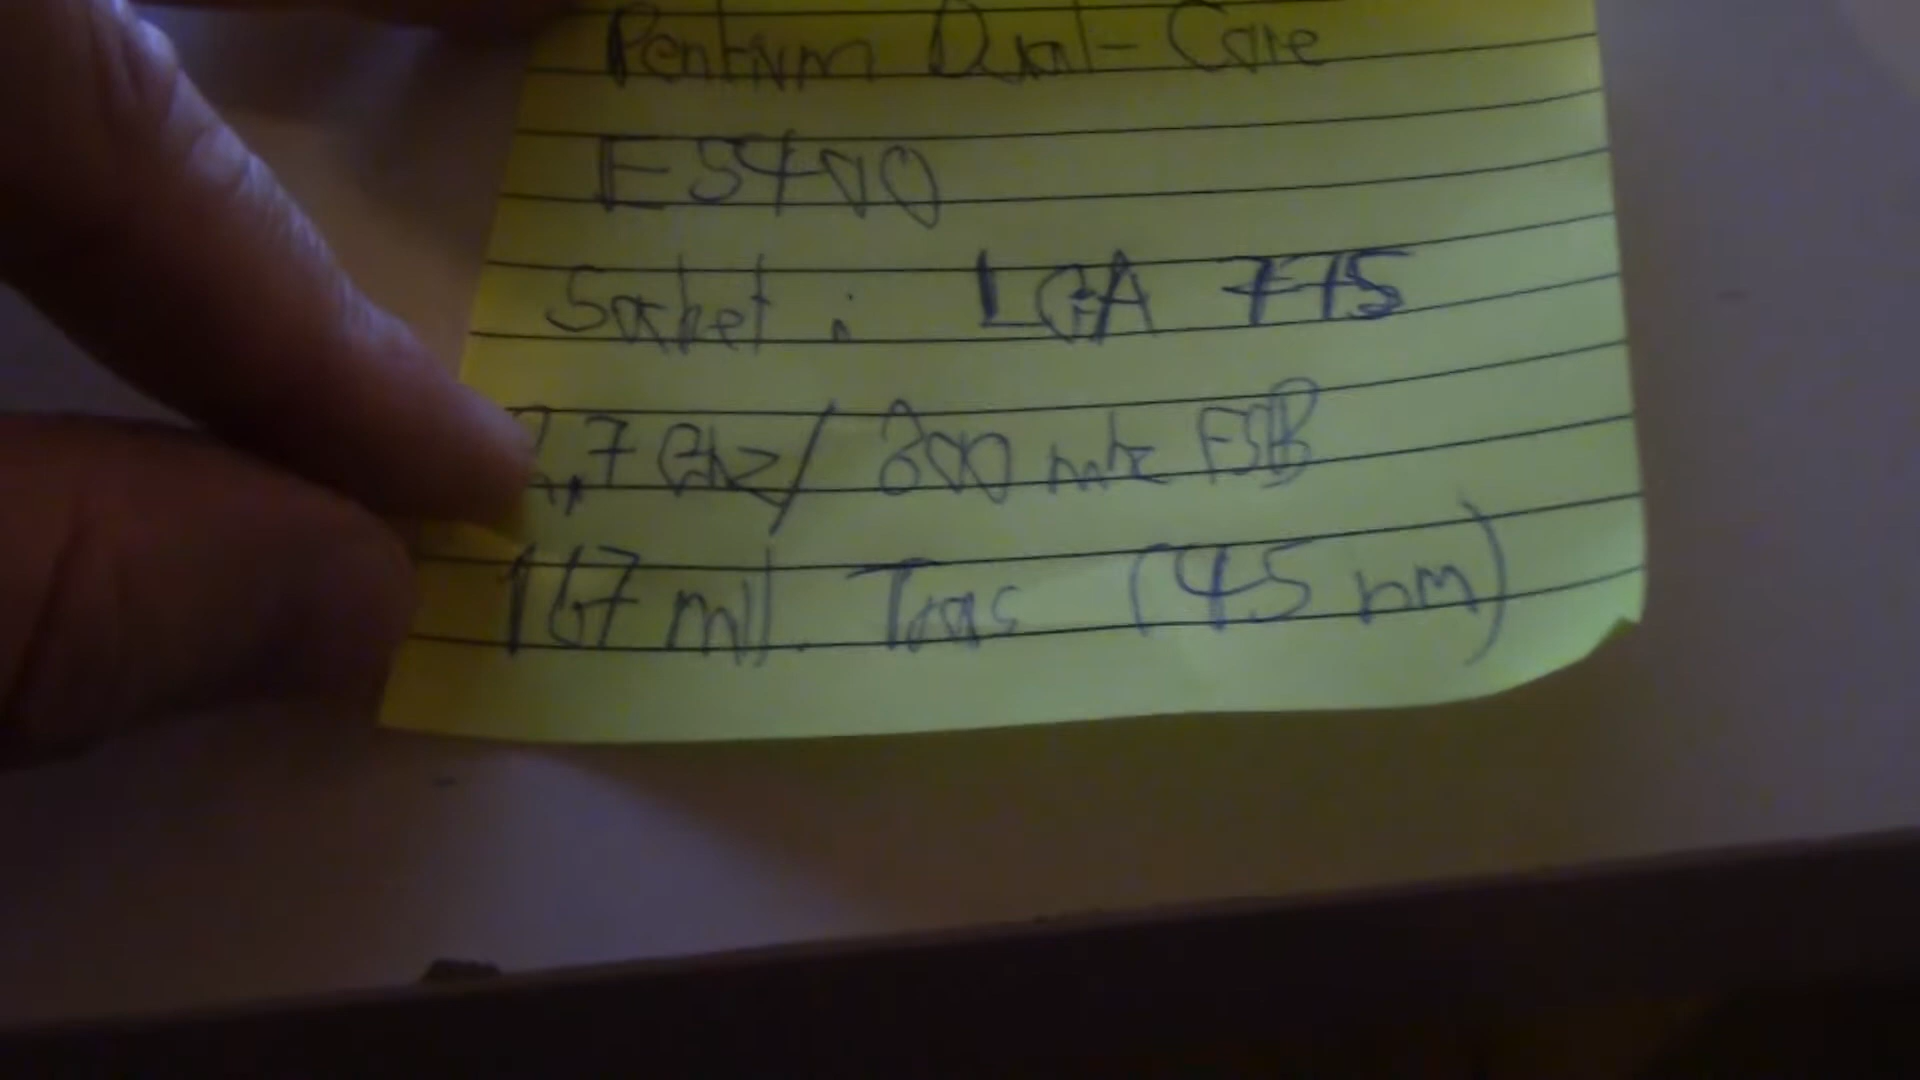 Pentium Dual-Core
E5400
Socket: LGA 775
2,7 Ghz/ 800 mhz FSB
167 mil. Trans (45 nm)